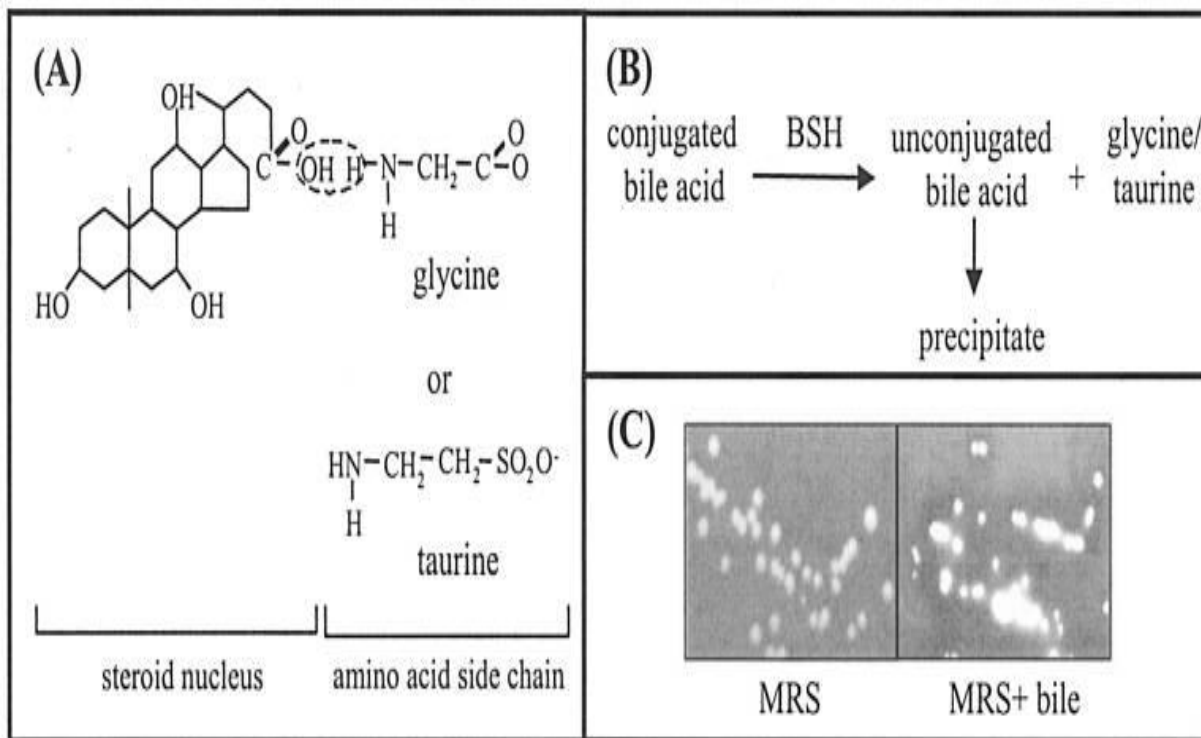 (A)
OH
O
C
OH H
N
CH2
C
O
O
H
glycine
HO
OH
or
HN-CH2-CH2-SO2O-
H
taurine
steroid nucleus
amino acid side chain
(B)
conjugated
bile acid
BSH
unconjugated
bile acid
+
glycine/
taurine
precipitate
(C)
MRS
MRS+ bile